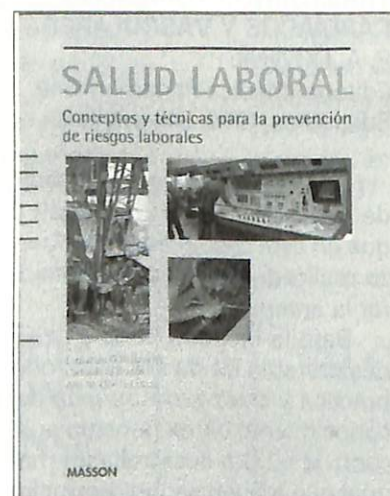 SALUD LABORAL
Conceptos y técnicas para la prevención
de riesgos laborales
MASSON